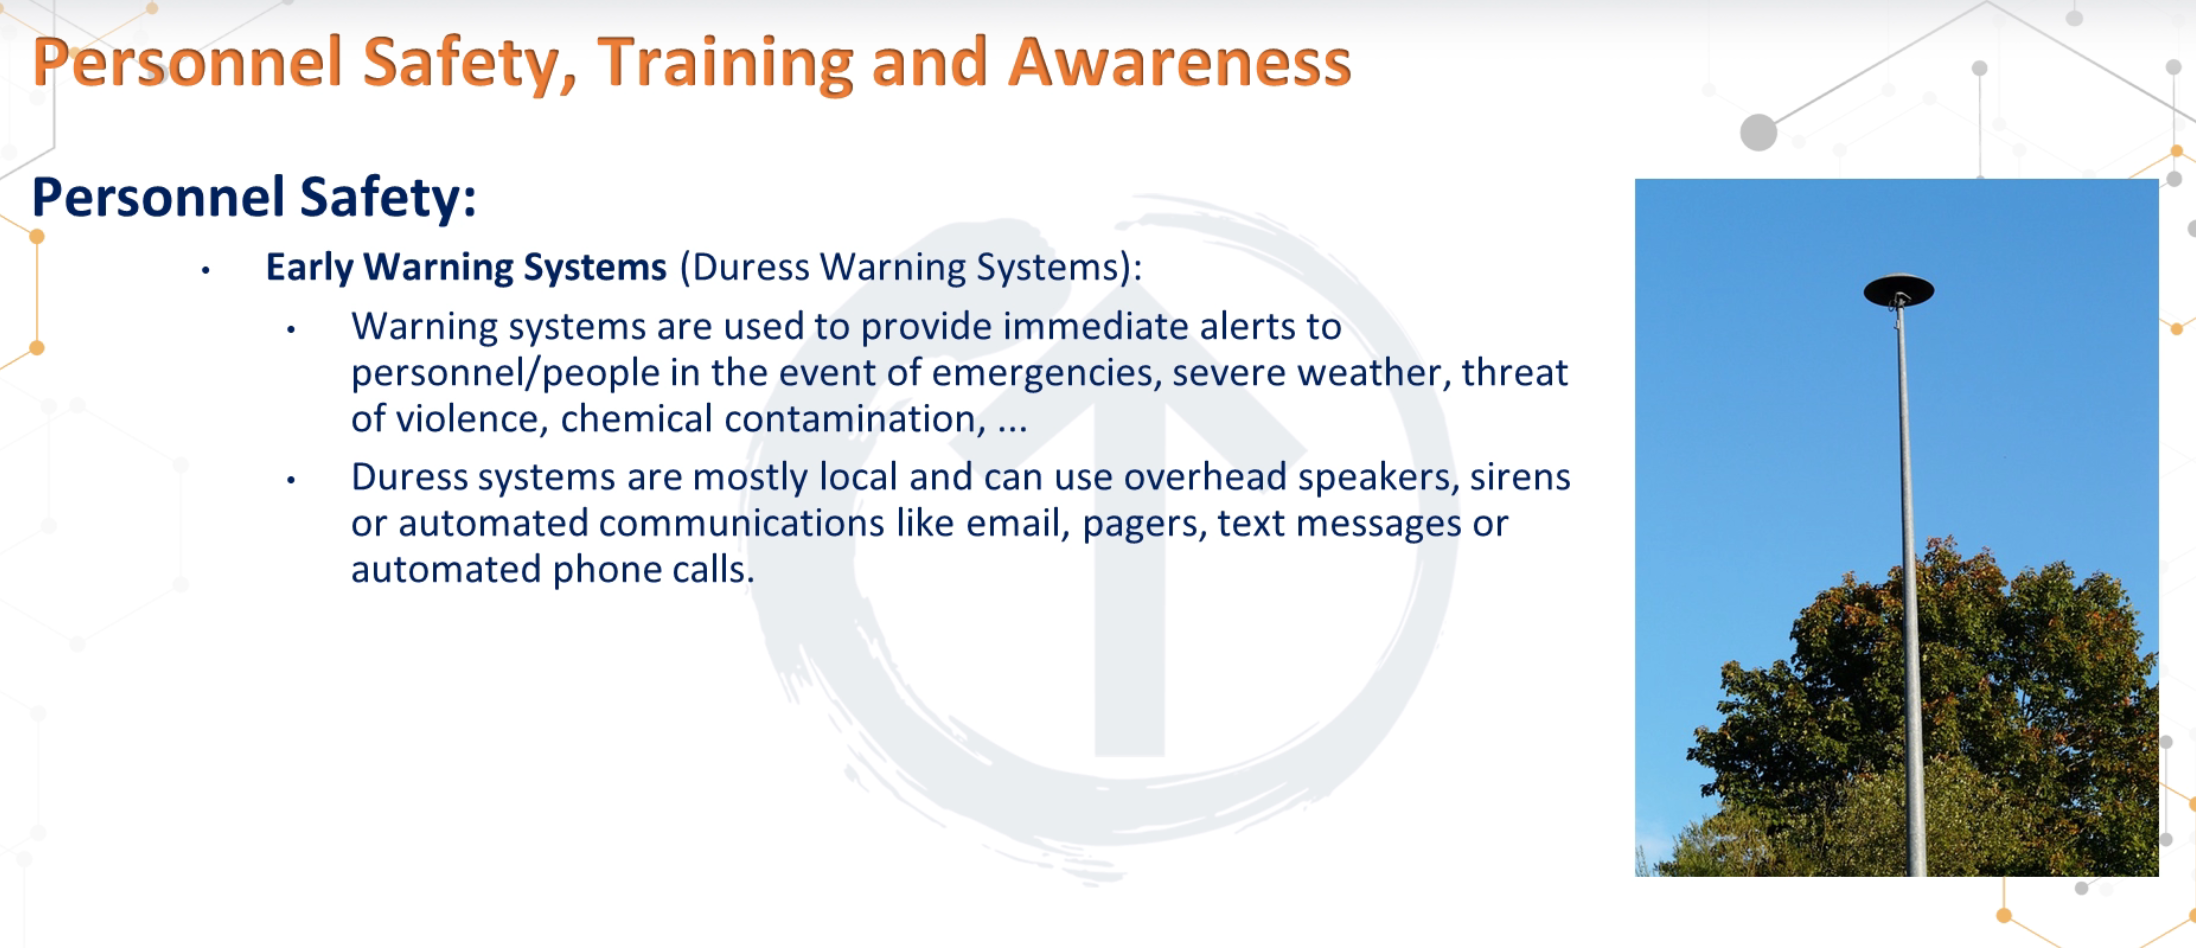 Personnel Safety, Training and Awareness
Personnel Safety:
• Early Warning Systems (Duress Warning Systems):
• Warning systems are used to provide immediate alerts to
personnel/people in the event of emergencies, severe weather, threat
of violence, chemical contamination, ...
• Duress systems are mostly local and can use overhead speakers, sirens
or automated communications like email, pagers, text messages or
automated phone calls.